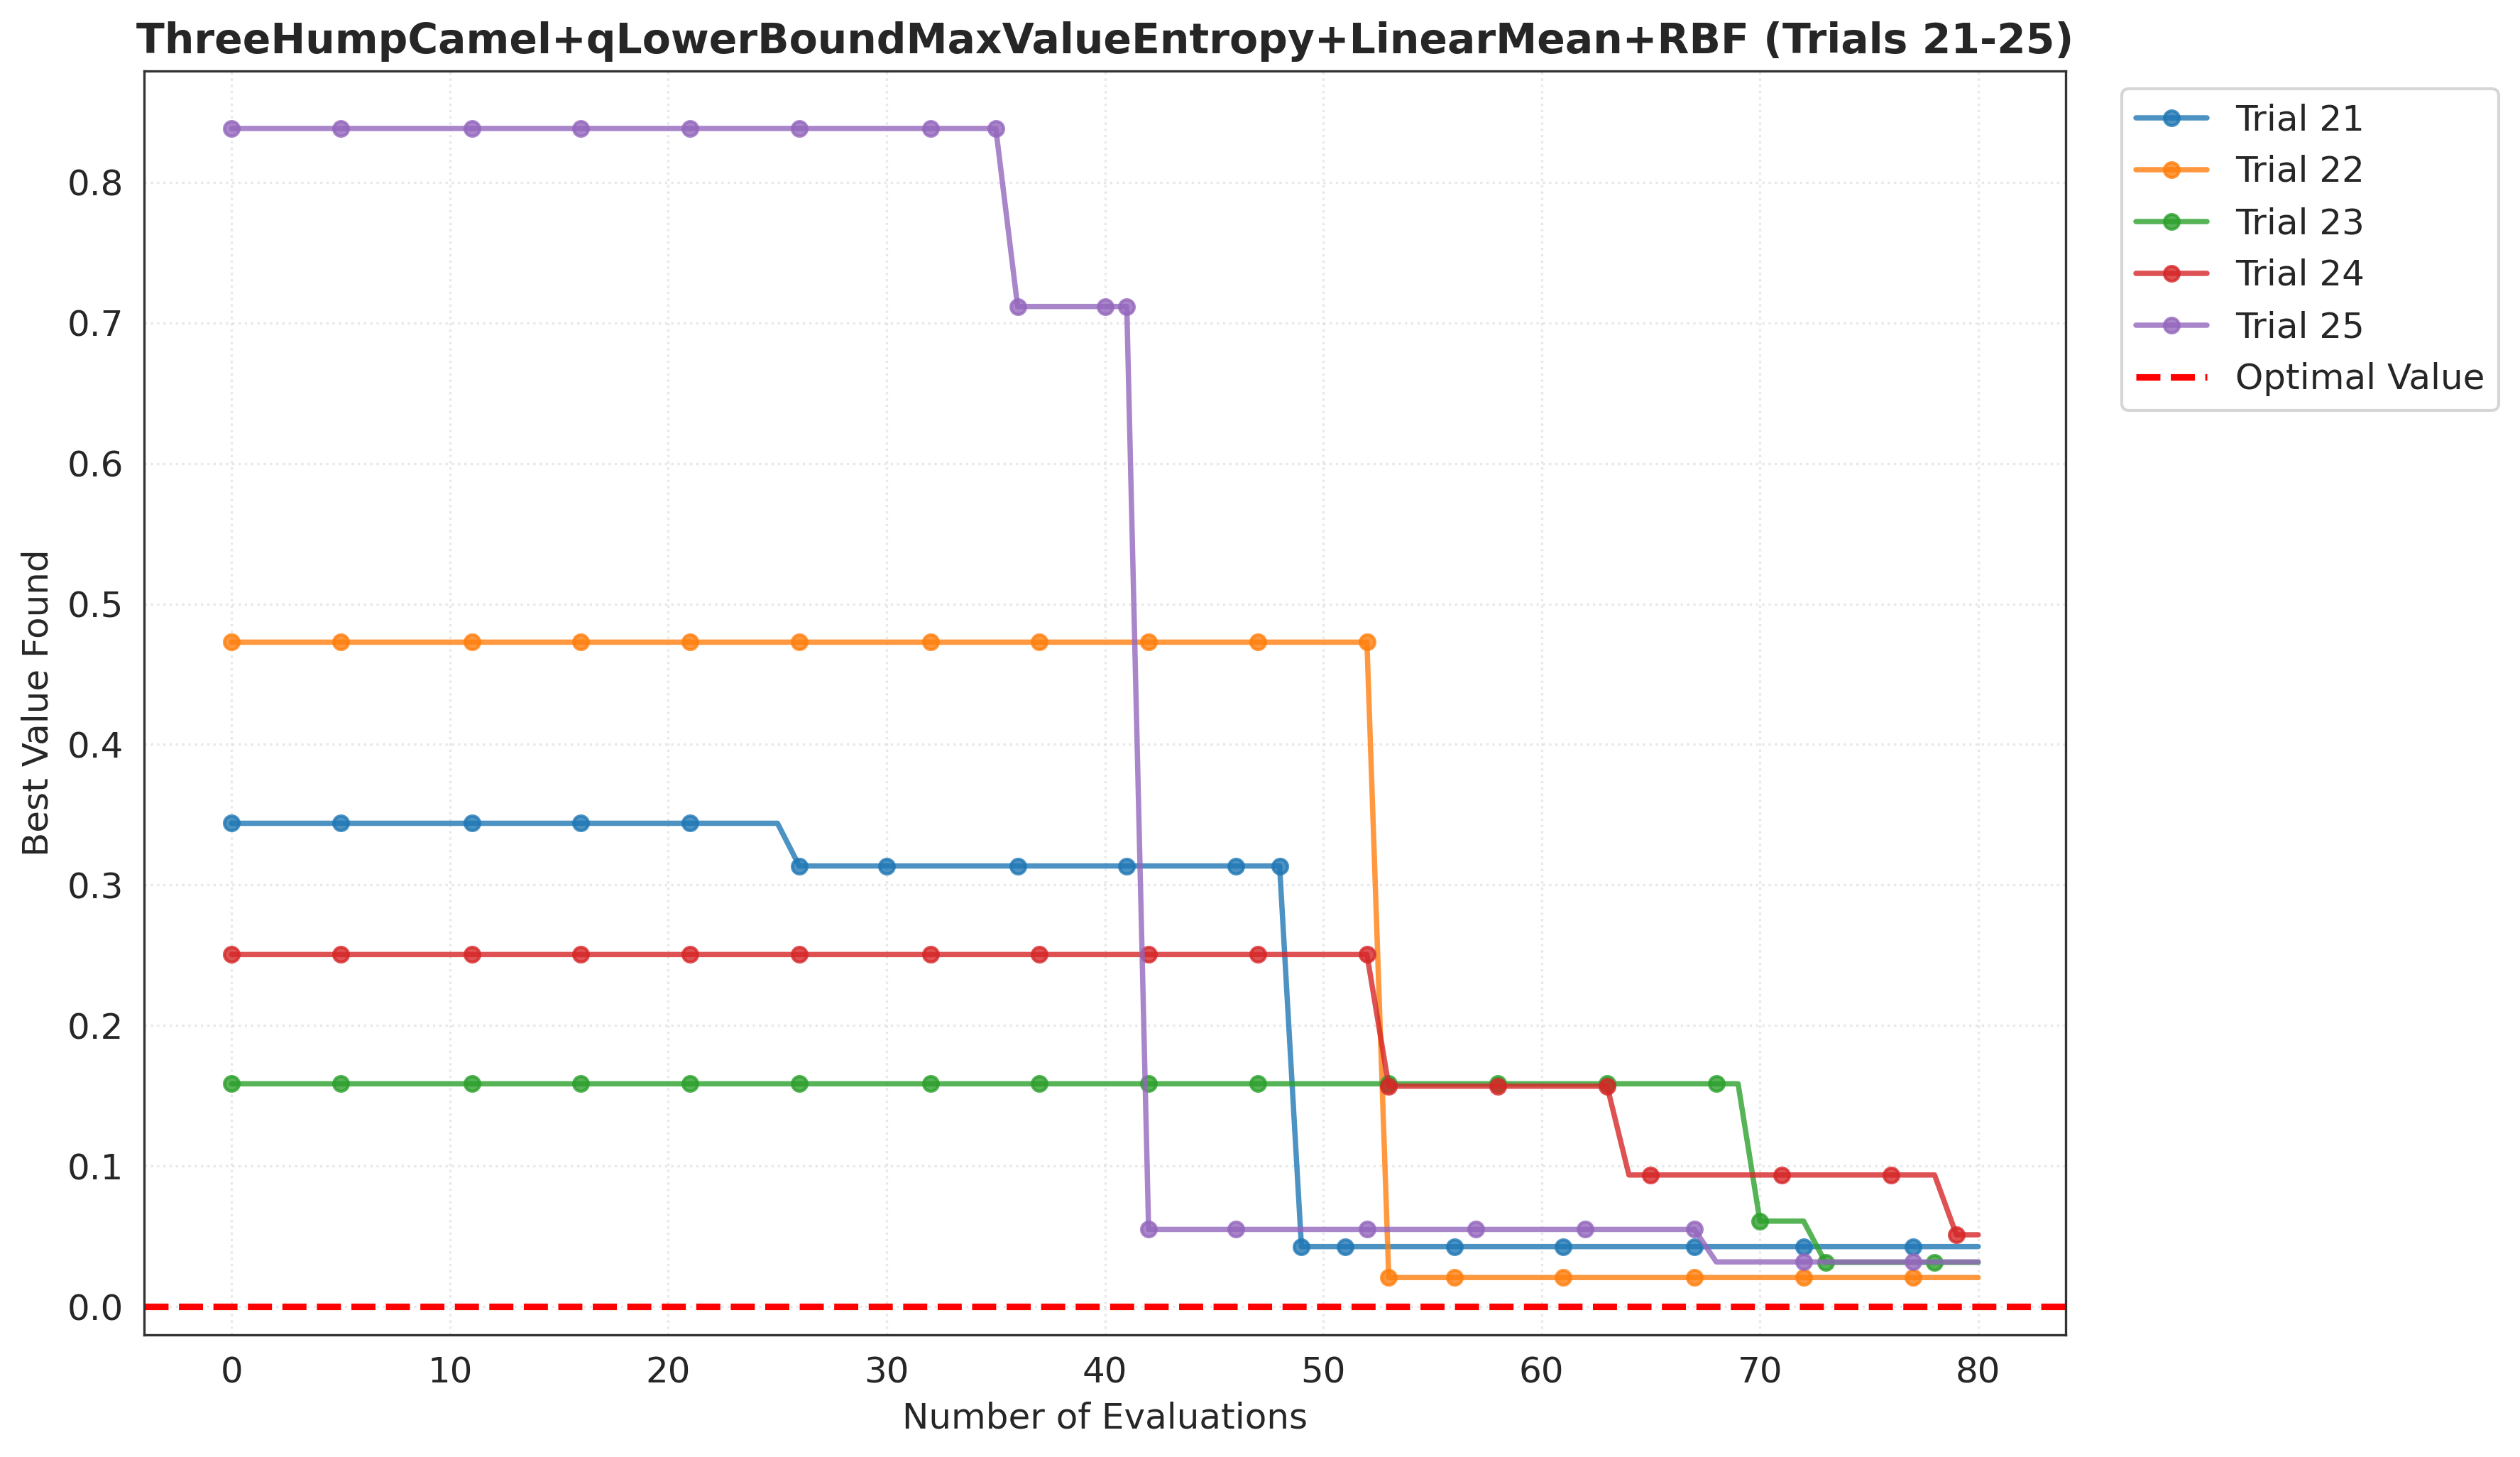 ThreeHumpCamel+qLowerBoundMaxValueEntropy+LinearMean+RBF (Trials 21-25)
Trial 21
Trial 22
Trial 23
Trial 24
Trial 25
Optimal Value
Best Value Found
0.8
0.7
0.6
0.5
0.4
0.3
0.2
0.1
0.0
0 10 20 30 40 50 60 70 80
Number of Evaluations